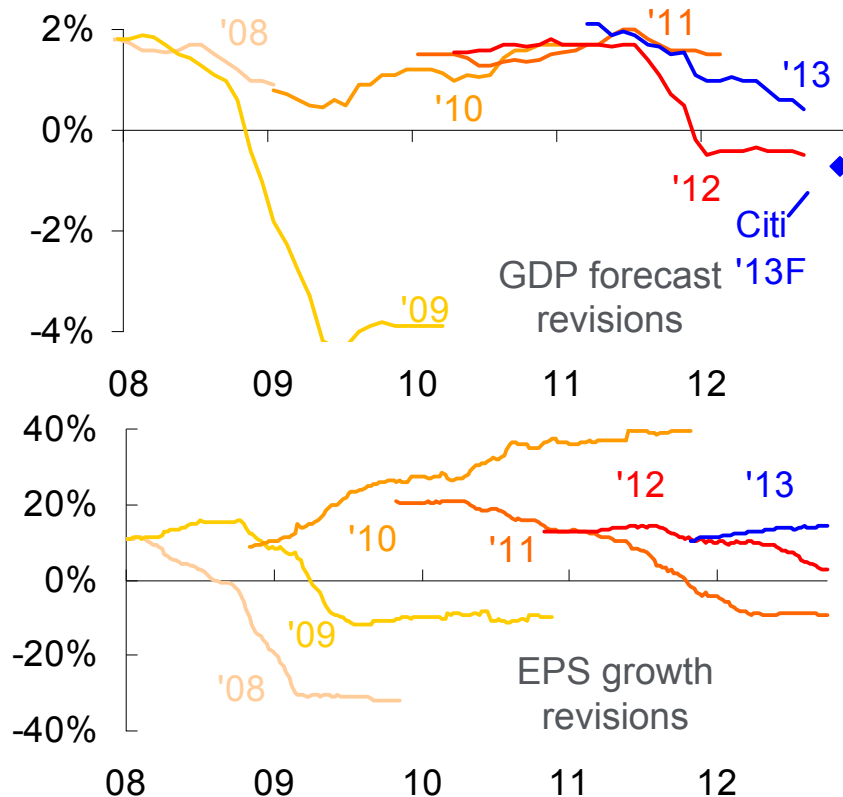 2%
'08
'11
'13
'10
0%
'12
-2%
Citi
GDP forecast
'13F
revisions
'09
-4%
08 09 10 11 12
40%
'12
'13
20%
'10
'11
0%
'09
-20%
'08
EPS growth
revisions
-40%
08 09 10 11 12